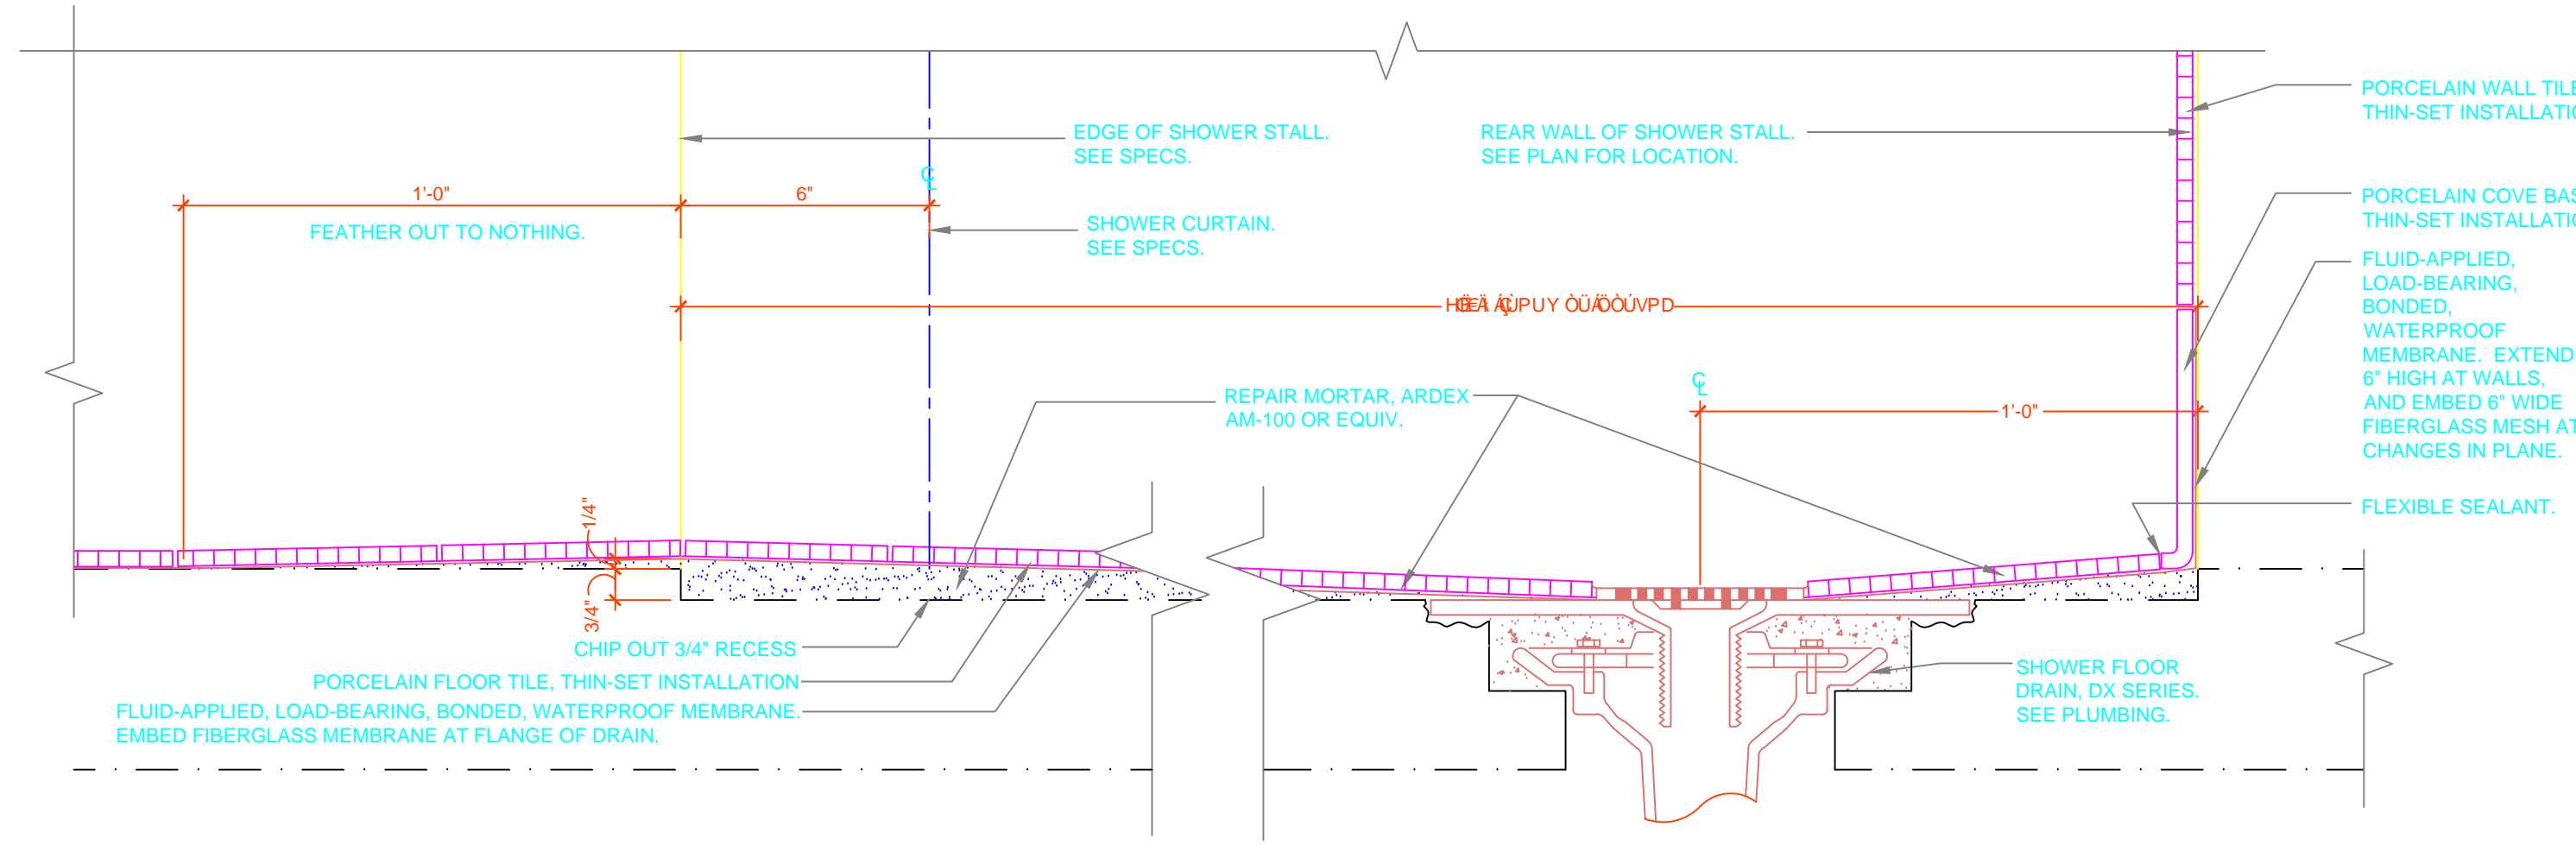 PORCELAIN WALL TILE
THIN-SET INSTALLATIO
EDGE OF SHOWER STALL.
SEE SPECS.
REAR WALL OF SHOWER STALL.
SEE PLAN FOR LOCATION.
1'-0"
6"
FEATHER OUT TO NOTHING.
SHOWER CURTAIN.
SEE SPECS.
PORCELAIN COVE BAS
THIN-SET INSTALLATIO
FLUID-APPLIED,
LOAD-BEARING,
BONDED,
WATERPROOF
MEMBRANE. EXTEND
6" HIGH AT WALLS,
AND EMBED 6" WIDE
FIBERGLASS MESH AT
CHANGES IN PLANE.
REPAIR MORTAR, ARDEX
AM-100 OR EQUIV.
1'-0"
FLEXIBLE SEALANT.
1/4"
3/4"
CHIP OUT 3/4" RECESS
PORCELAIN FLOOR TILE, THIN-SET INSTALLATION
FLUID-APPLIED, LOAD-BEARING, BONDED, WATERPROOF MEMBRANE.
EMBED FIBERGLASS MEMBRANE AT FLANGE OF DRAIN.
SHOWER FLOOR
DRAIN, DX SERIES.
SEE PLUMBING.